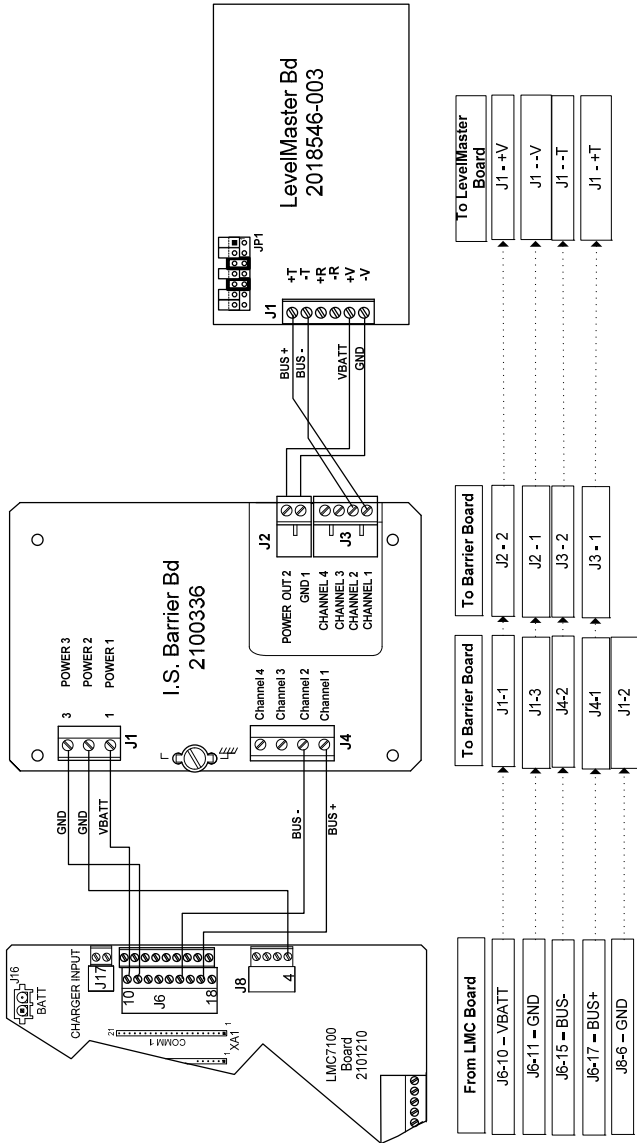 J16
BATT
CHARGER INPUT
J17
10
J6
18
J8
4
21
COMM 1
1
XA1
1
LMC7100
Board
2101210
GND
GND
VBATT
BUS -
BUS +
J1
3
1
POWER 3
POWER 2
POWER 1
I.S. Barrier Bd
2100336
Channel 4
Channel 3
Channel 2
Channel 1
J4
J2
POWER OUT 2
GND 1
J3
CHANNEL 4
CHANNEL 3
CHANNEL 2
CHANNEL 1
BUS +
BUS -
VBATT
GND
J1
+T
-T
+R
-R
+V
-V
JP1
LevelMaster Bd
2018546-003
From LMC Board
To Barrier Board
To Barrier Board
To LevelMaster
Board
J6-10 – VBATT
J1-1
J2 - 2
J1 - +V
J6-11 – GND
J1-3
J2 - 1
J1 - -V
J6-15 – BUS-
J4-2
J3 - 2
J1 - -T
J6-17 – BUS+
J4-1
J3 - 1
J1 - +T
J8-6 – GND
J1-2